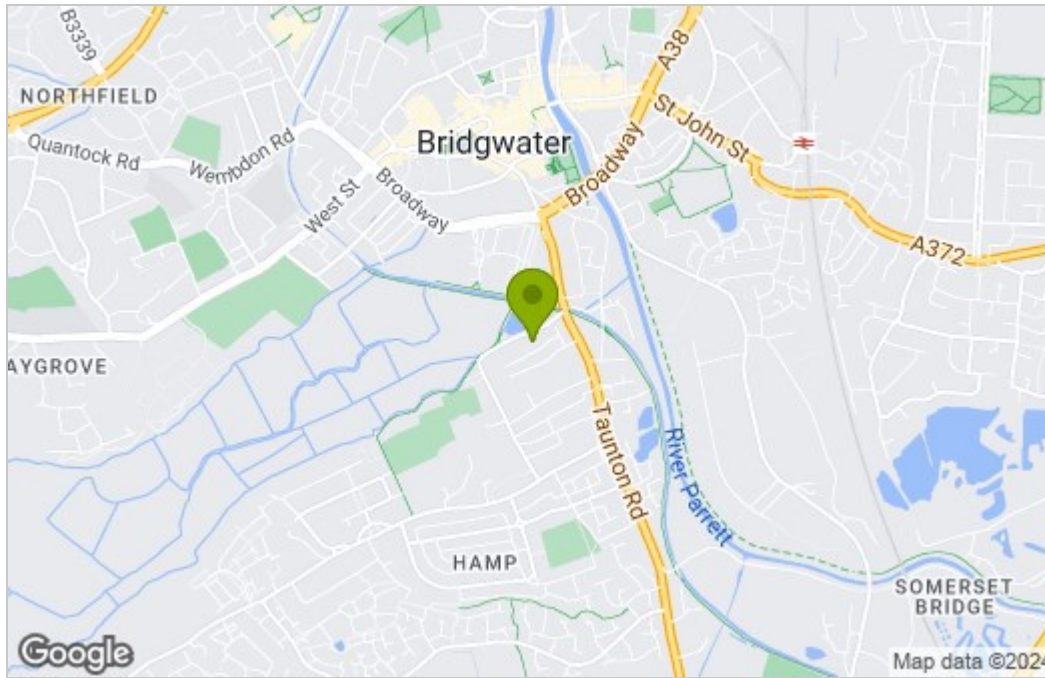 B3339
NORTHFIELD
Quantock Rd
Wembdon Rd
West St
Broadway
Bridgwater
Broadway
A38
St John St
A372
AYGROVE
Taunton Rd
River Parrett
HAMP
SOMERSET
BRIDGE
Google
Map data ©2024